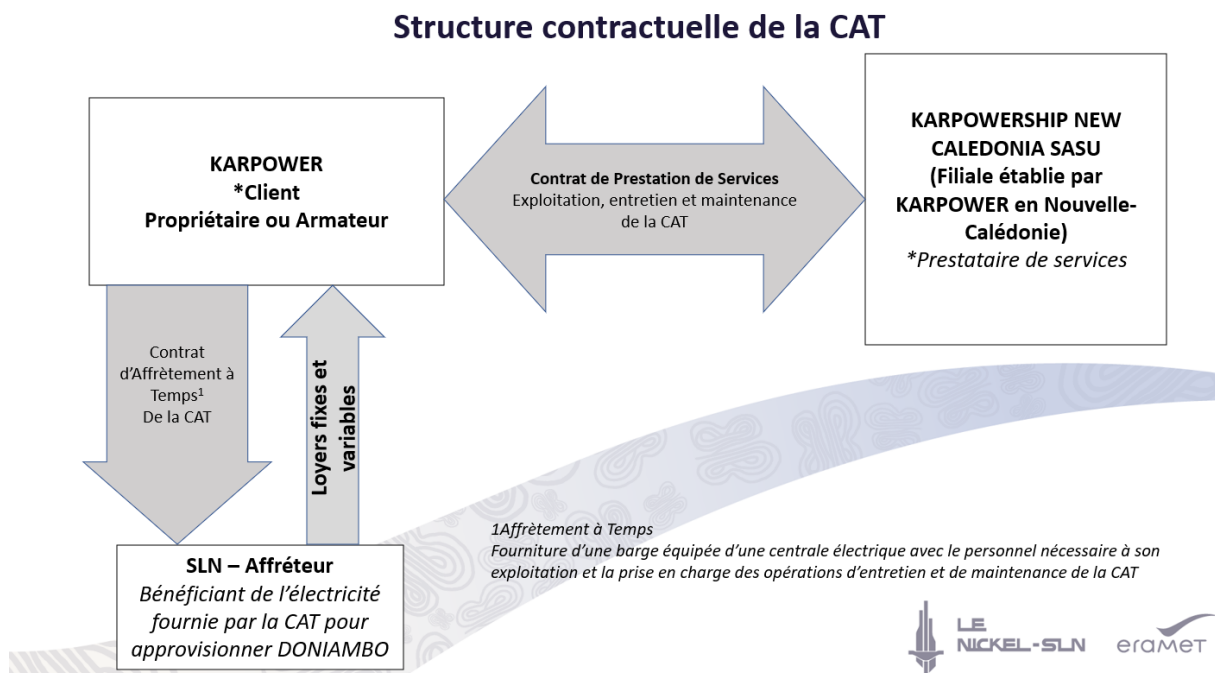 Structure contractuelle de la CAT
KARPOWER
*Client
Propriétaire ou Armateur
Contrat de Prestation de Services
Exploitation, entretien et maintenance
de la CAT
KARPOWERSHIP NEW
CALEDONIA SASU
(Filiale établie par
KARPOWER en Nouvelle-
Calédonie)
*Prestataire de services
Contrat
d’Affrètement à
Temps¹
De la CAT
Loyers fixes et
variables
SLN – Affréteur
Bénéficiant de l’électricité
fournie par la CAT pour
approvisionner DONIAMBO
1Affrètement à Temps
Fourniture d’une barge équipée d’une centrale électrique avec le personnel nécessaire à son
exploitation et la prise en charge des opérations d’entretien et de maintenance de la CAT
LE
NICKEL-SLN
eramet